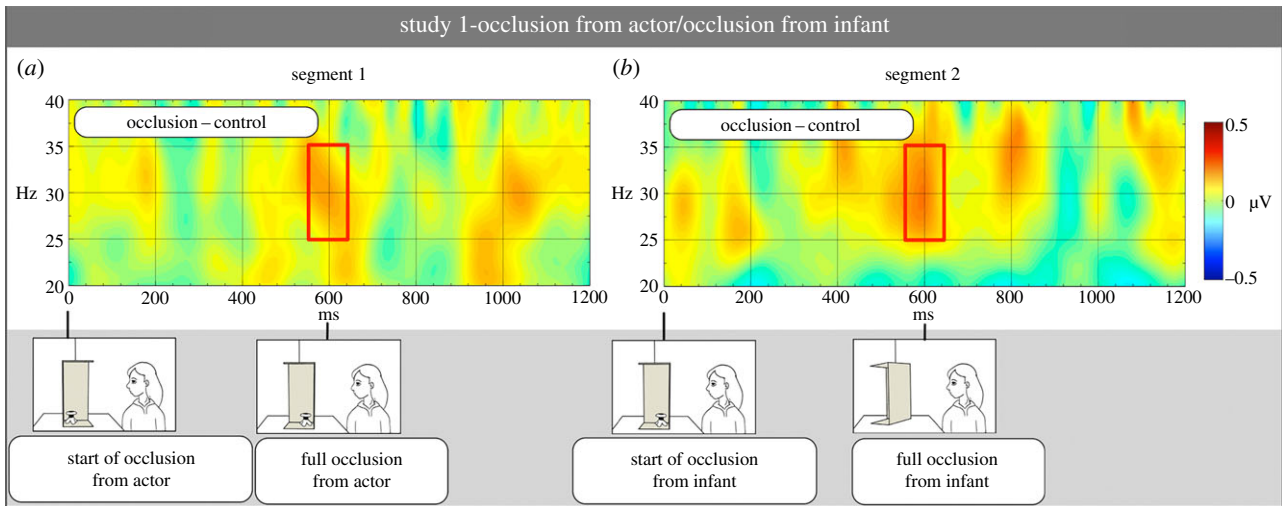 study 1-occlusion from actor/occlusion from infant
(a)
segment 1
(b)
segment 2
40
35
Hz 30
25
20
occlusion – control
0 200 400 600 800 1000 1200
ms
40
35
Hz 30
25
20
occlusion – control
0 200 400 600 800 1000 1200
ms
0.5
0 µV
–0.5
start of occlusion
from actor
full occlusion
from actor
start of occlusion
from infant
full occlusion
from infant